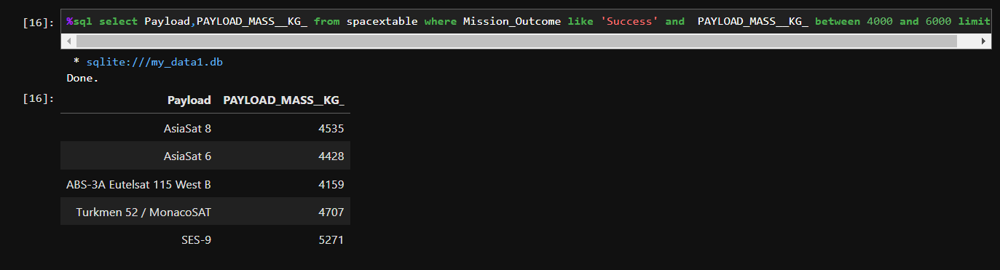 [16]: %sql select Payload,PAYLOAD_MASS__KG_ from spacextable where Mission_Outcome like 'Success' and  PAYLOAD_MASS__KG_ between 4000 and 6000 limit
* sqlite:///my_data1.db
Done.
[16]:
Payload PAYLOAD_MASS__KG_
AsiaSat 8 4535
AsiaSat 6 4428
ABS-3A Eutelsat 115 West B 4159
Turkmen 52 / MonacoSAT 4707
SES-9 5271